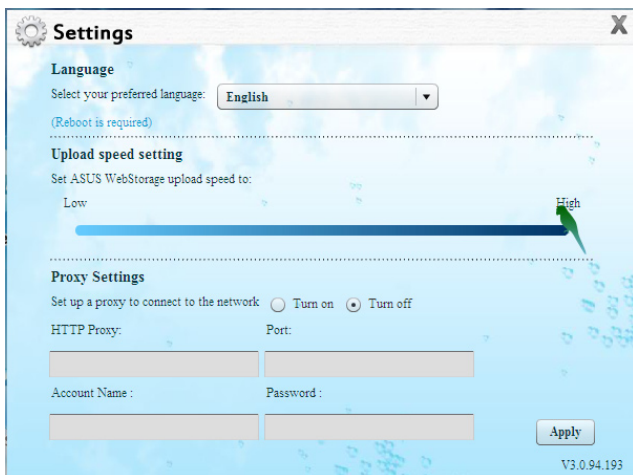 Settings
X
Language
Select your preferred language: English
(Reboot is required)
Upload speed setting
Set ASUS WebStorage upload speed to:
Low High
Proxy Settings
Set up a proxy to connect to the network Turn on Turn off
HTTP Proxy: Port:
Account Name : Password :
Apply
V3.0.94.193